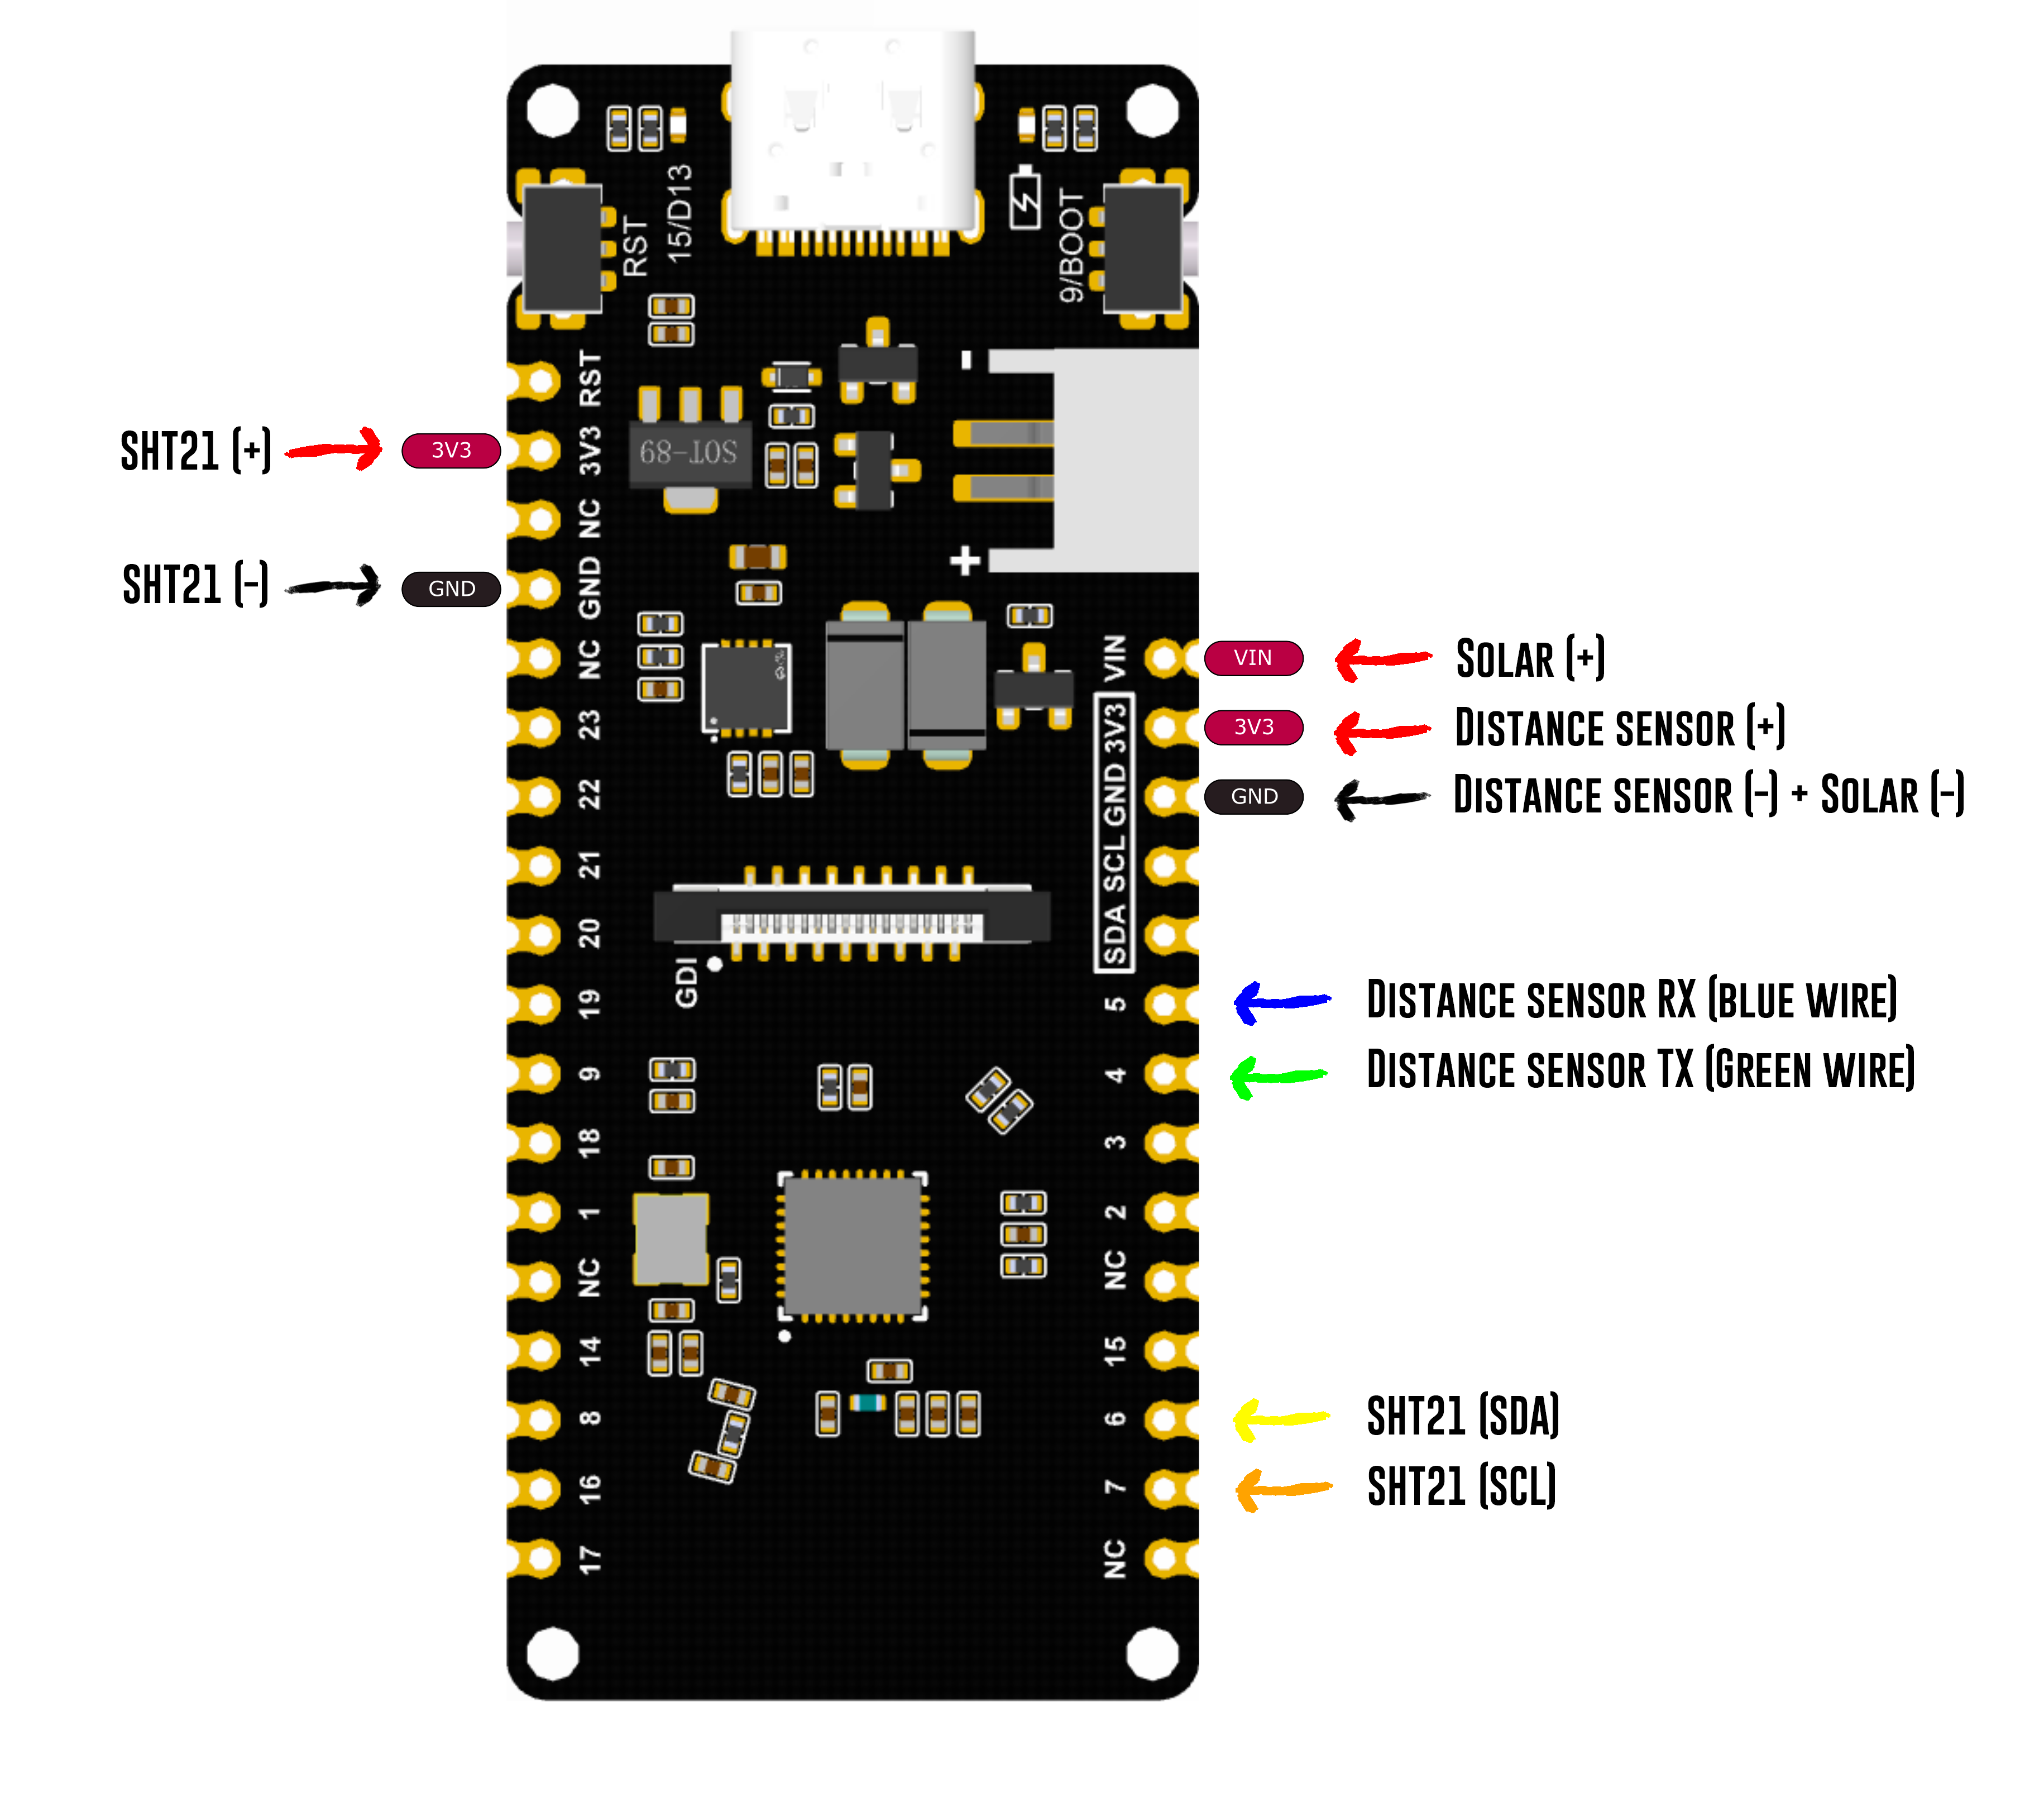 15/D13
RST
9/BOOT
-
+
SOT-89
SHT21 (+)
3V3
SHT21 (-)
GND
RST
3V3
NC
GND
NC
23
22
21
20
19
9
18
1
NC
14
8
16
17
GDI
VIN
3V3
GND
SCL
SDA
5
4
3
2
NC
15
6
7
NC
VIN
Solar (+)
3V3
Distance sensor (+)
GND
Distance sensor (-) + Solar (-)
Distance sensor RX (blue wire)
Distance sensor TX (Green wire)
SHT21 (SDA)
SHT21 (SCL)